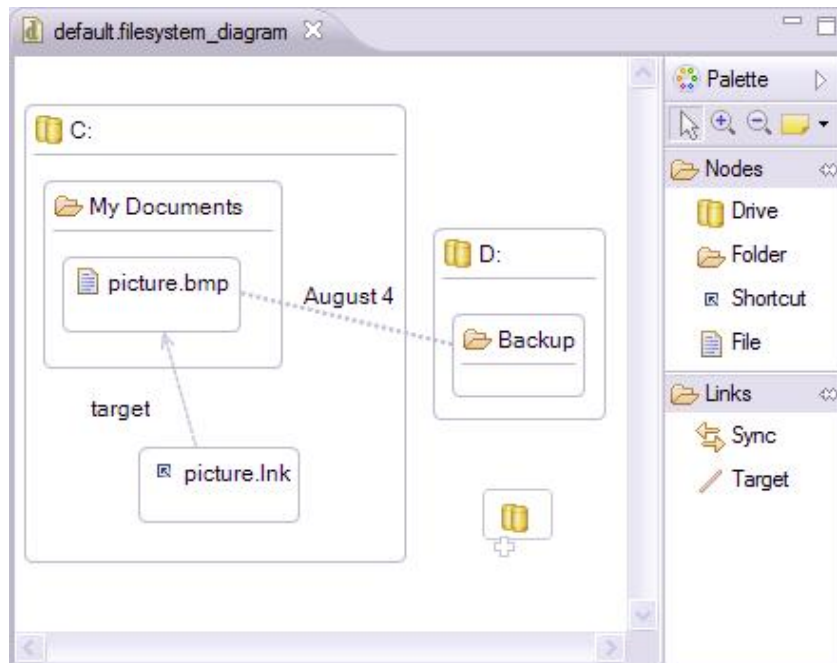 default.filesystem_diagram
Palette
C:
My Documents
picture.bmp
August 4
target
picture.lnk
D:
Backup
Nodes
Drive
Folder
Shortcut
File
Links
Sync
Target